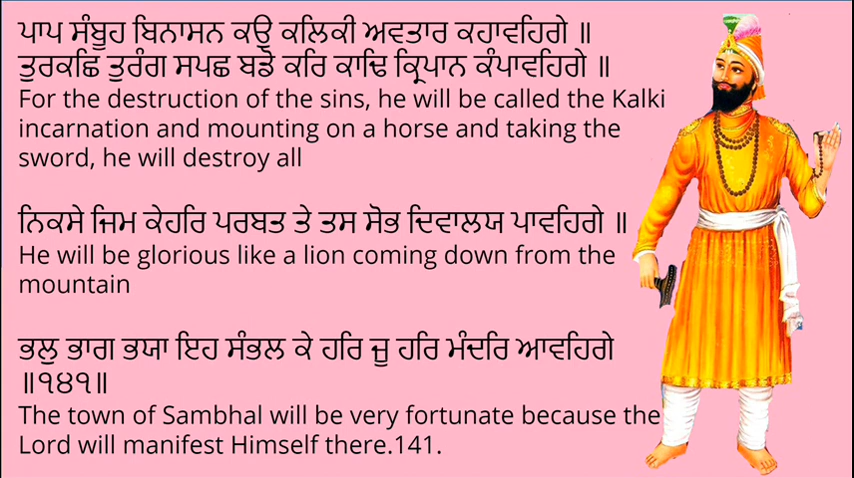 ਪਾਪ ਸੰਬੂਹ ਬਿਨਾਸਨ ਕਉ ਕਲਿਕੀ ਅਵਤਾਰ ਕਹਾਵਹਿਗੇ ॥
ਤੁਰਕਛਿ ਤੁਰੰਗ ਸਪਛ ਬਡੋ ਕਰਿ ਕਾਢਿ ਕ੍ਰਿਪਾਨ ਕੰਪਾਵਹਿਗੇ ॥
For the destruction of the sins, he will be called the Kalki
incarnation and mounting on a horse and taking the
sword, he will destroy all
ਨਿਕਸੇ ਜਿਮ ਕੇਹਰਿ ਪਰਬਤ ਤੇ ਤਸ ਸੋਭ ਦਿਵਾਲਯ ਪਾਵਹਿਗੇ ॥
He will be glorious like a lion coming down from the
mountain
ਭਲੁ ਭਾਗ ਭਯਾ ਇਹ ਸੰਭਲ ਕੇ ਹਰਿ ਜੂ ਹਰਿ ਮੰਦਰਿ ਆਵਹਿਗੇ
॥੧੪੧॥
The town of Sambhal will be very fortunate because the
Lord will manifest Himself there.141.